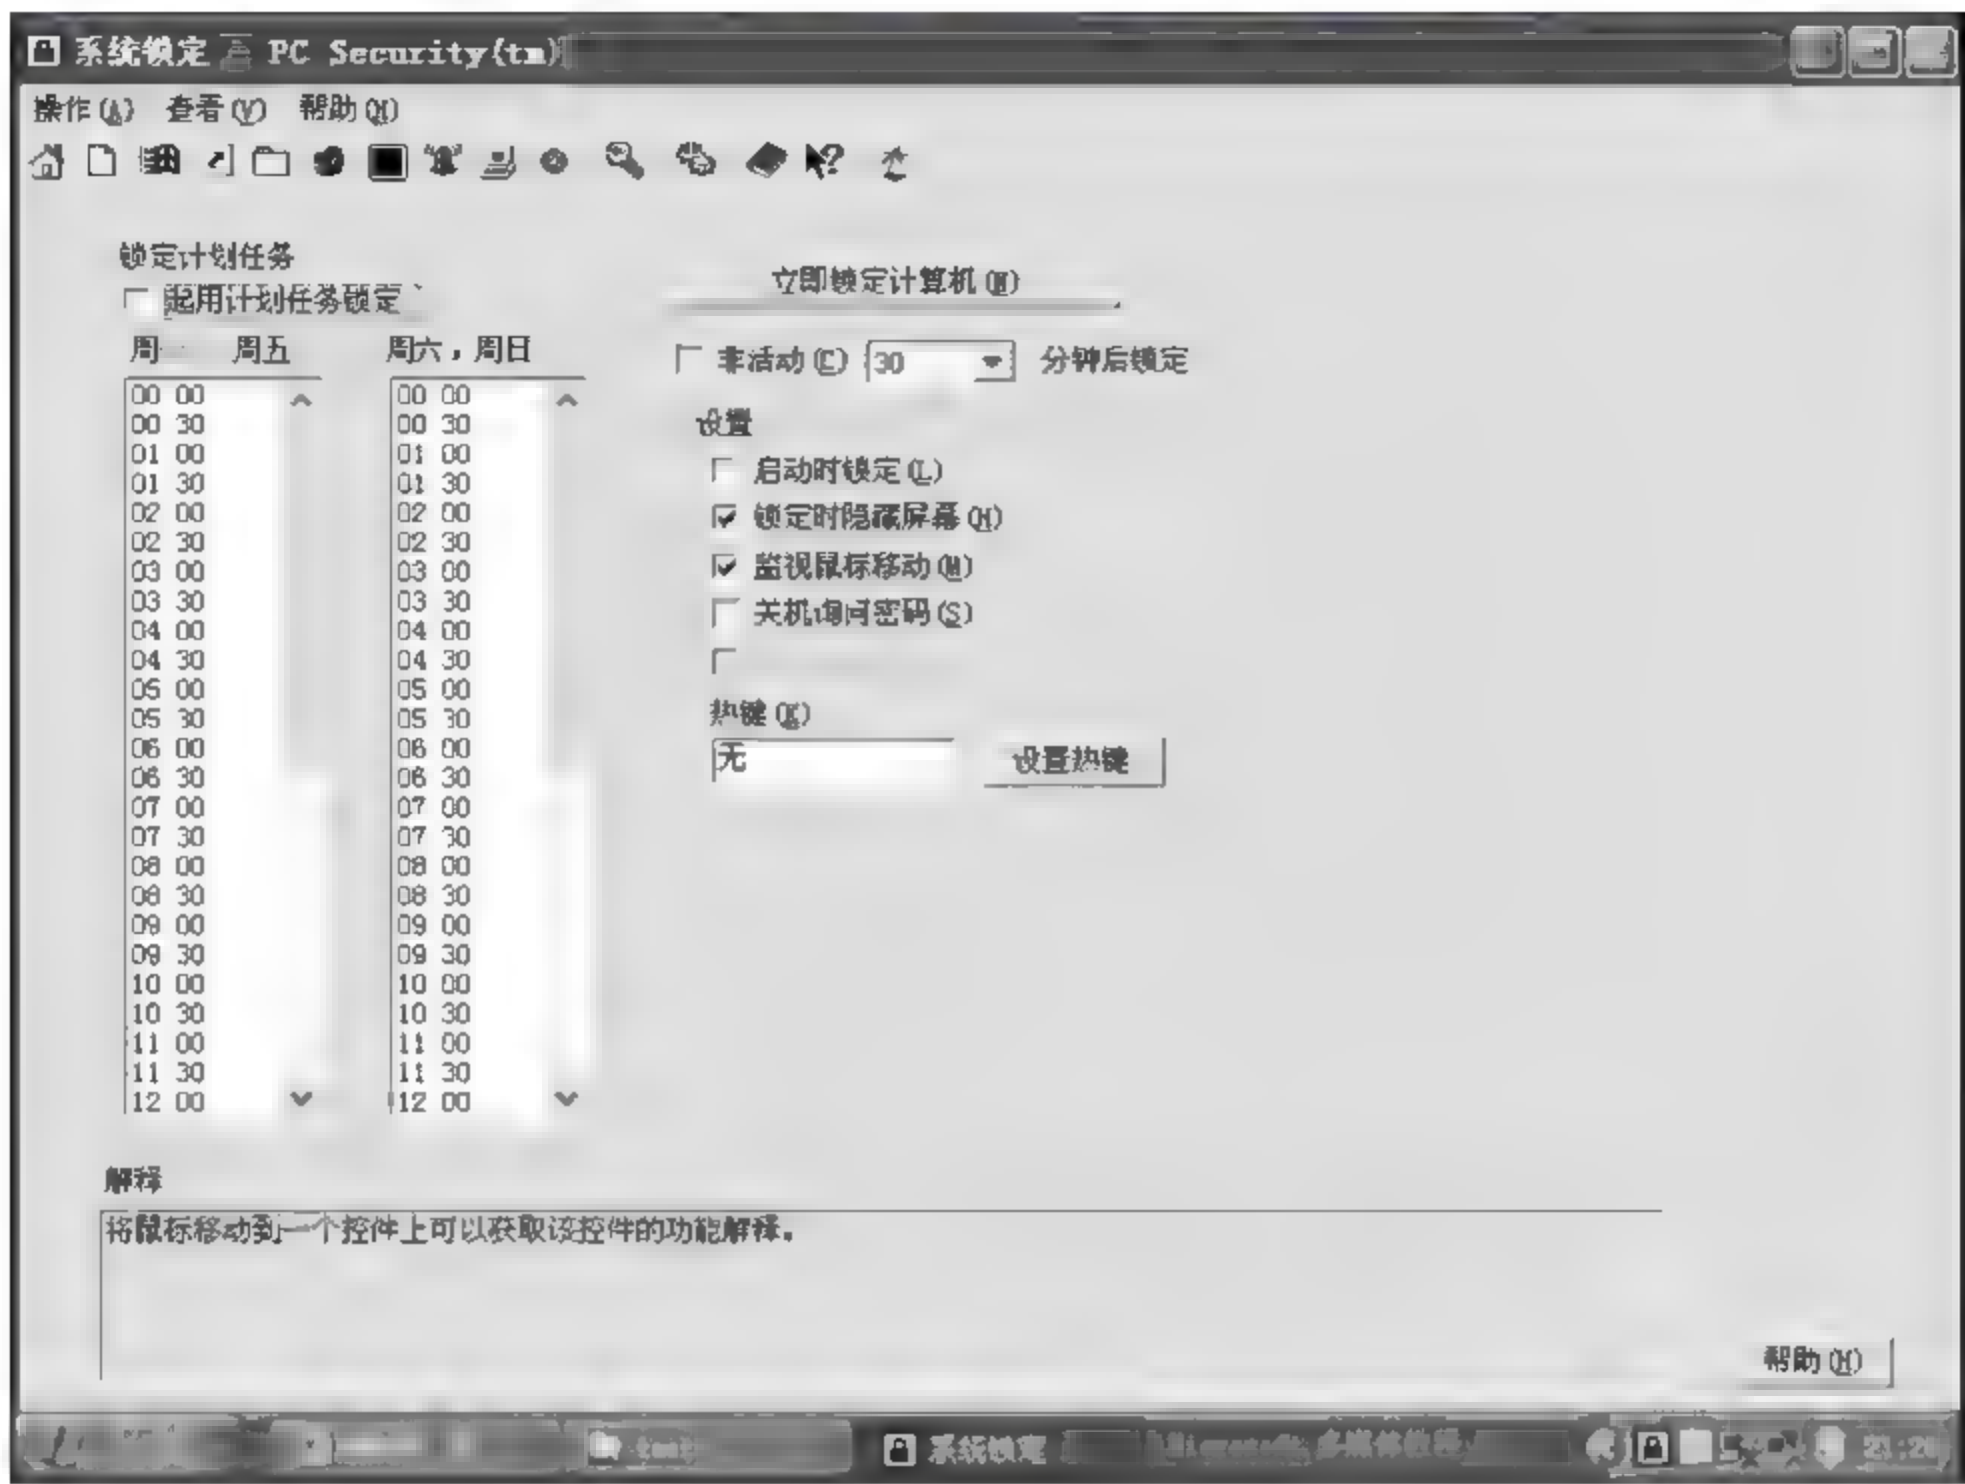 系统锁定 PC Security(tm)
操作(A) 查看(V) 帮助(H)
锁定计划任务
起用计划任务锁定
周一 周五 周六，周日
00 00 00 00
00 30 00 30
01 00 01 00
01 30 01 30
02 00 02 00
02 30 02 30
03 00 03 00
03 30 03 30
04 00 04 00
04 30 04 30
05 00 05 00
05 30 05 30
06 00 06 00
06 30 06 30
07 00 07 00
07 30 07 30
08 00 08 00
08 30 08 30
09 00 09 00
09 30 09 30
10 00 10 00
10 30 10 30
11 00 11 00
11 30 11 30
12 00 12 00
立即锁定计算机(N)
非活动(E) 30 分钟后锁定
设置
启动时锁定(L)
锁定时隐藏屏幕(H)
监视鼠标移动(M)
关机询问密码(S)
热键(K)
无 设置热键
解释
将鼠标移动到一个控件上可以获取该控件的功能解释。
帮助(H)
系统锁定